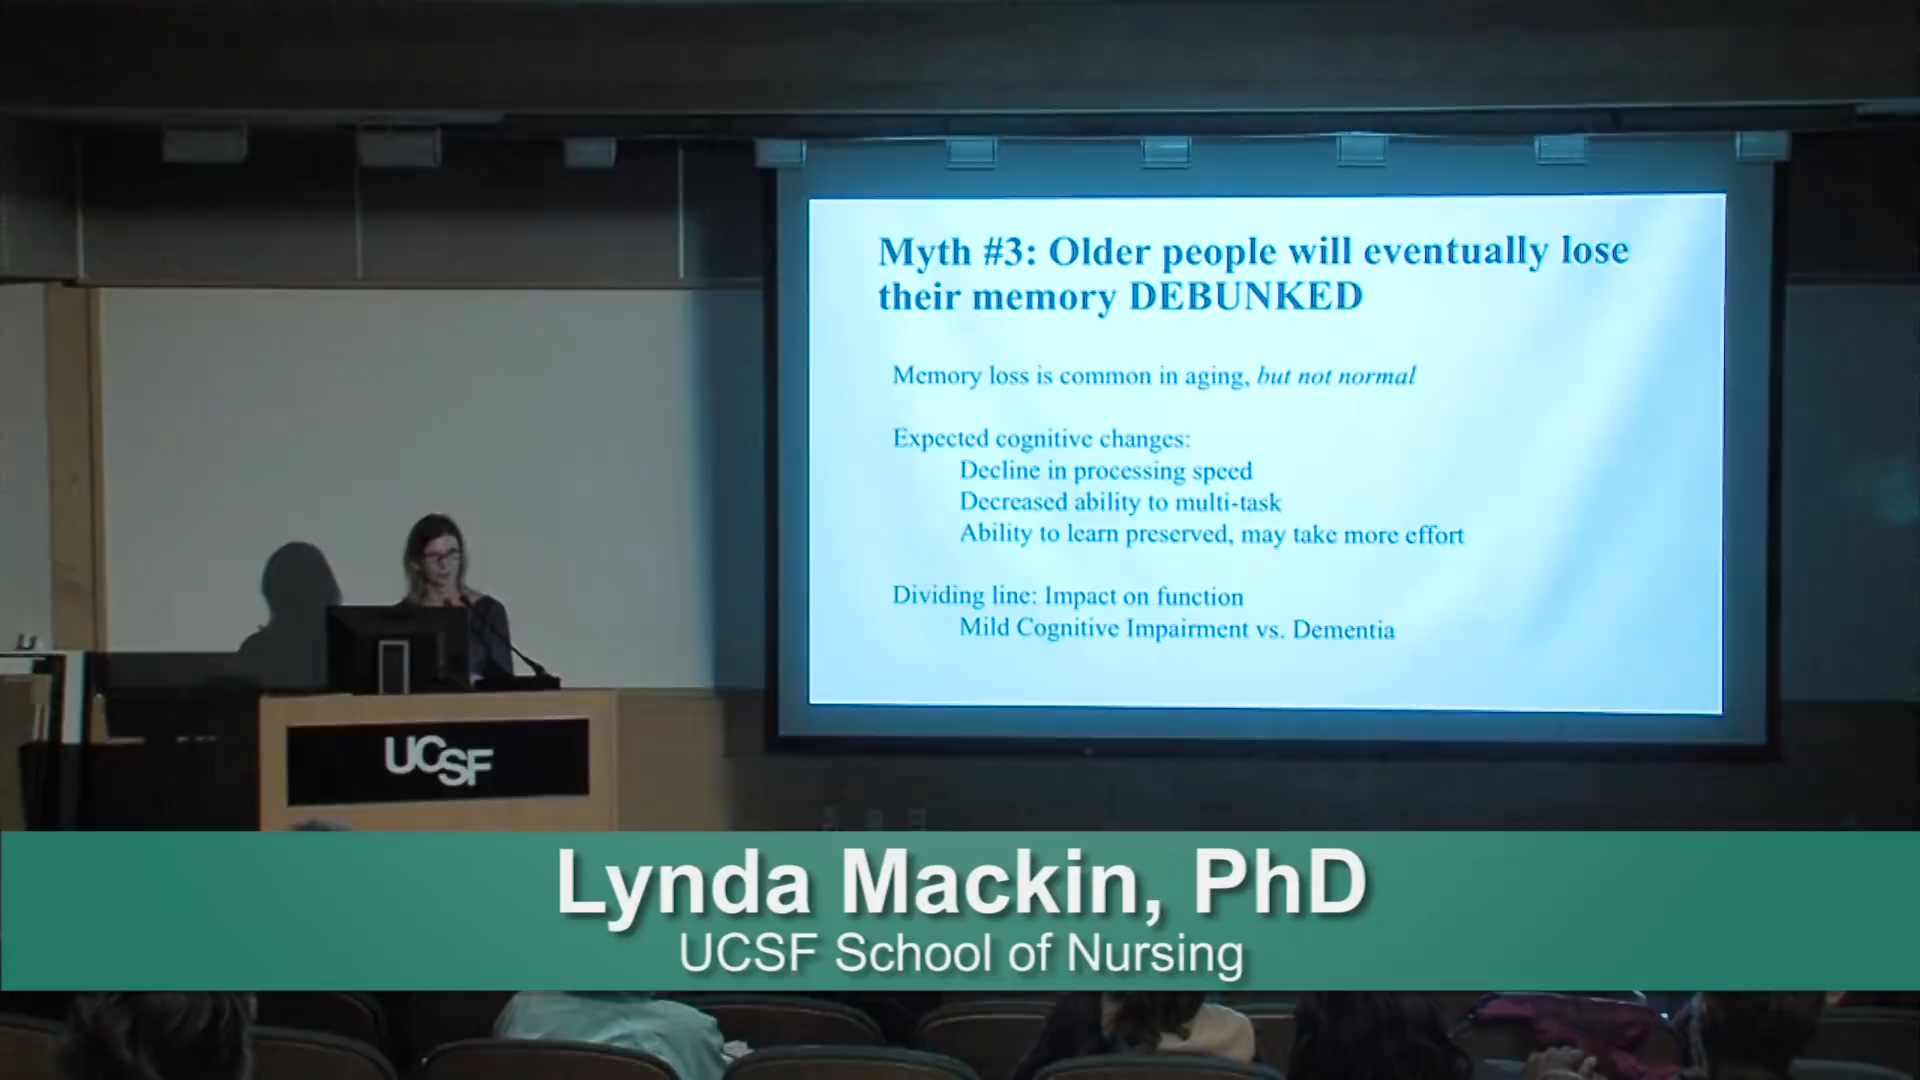 Myth #3: Older people will eventually lose
their memory DEBUNKED
Memory loss is common in aging, but not normal
Expected cognitive changes:
Decline in processing speed
Decreased ability to multi-task
Ability to learn preserved, may take more effort
Dividing line: Impact on function
Mild Cognitive Impairment vs. Dementia
UCSF
Lynda Mackin, PhD
UCSF School of Nursing